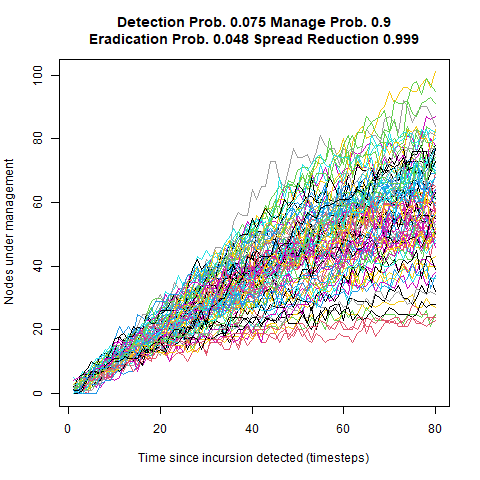 Detection Prob. 0.075 Manage Prob. 0.9
Eradication Prob. 0.048 Spread Reduction 0.999
Nodes under management
100
80
60
40
20
0
0 20 40 60 80
Time since incursion detected (timesteps)